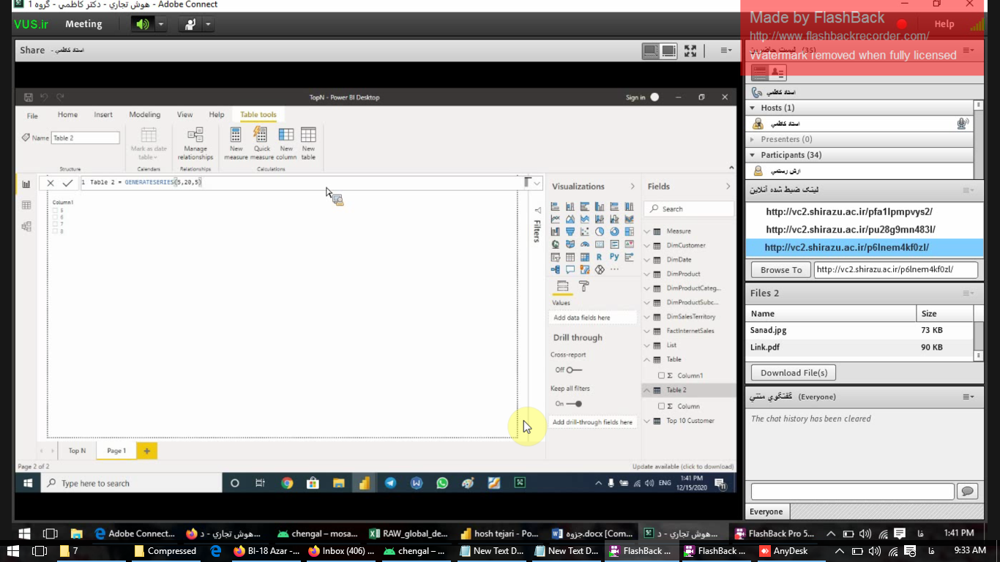 هوش تجاري - دکتر کاظمي - گروه 1 - Adobe Connect
VUS.ir Meeting Help
Made by FlashBack
http://www.flashbackrecorder.com/
Watermark removed when fully licensed
Share - استاد کاظمي
ليست حاضرين (35)
TopN - Power BI Desktop Sign in
File Home Insert Modeling View Help Table tools
Name Table 2
Mark as date table
Manage relationships
New measure
Quick measure
New column
New table
Structure Calendars Relationships Calculations
1 Table 2 = GENERATESERIES(5,20,5)
Column1
5
6
7
8
Filters
Visualizations
R Py
Values
Add data fields here
Drill through
Cross-report
Off
Keep all filters
On
Add drill-through fields here
Fields
Search
Measure
DimCustomer
DimDate
DimProduct
DimProductCateg...
DimProductSubc...
DimSalesTerritory
FactInternetSales
List
Table
Column1
Table 2
Column
Top 10 Customer
Top N Page 1
Page 2 of 2
Update available (click to download)
Type here to search
ENG 1:41 PM
12/15/2020
11
استاد کاظمي
Hosts (1)
استاد کاظمي
Presenters (0)
Participants (34)
ارش رستمي
لينک ضبط شده آنلاين
http://vc2.shirazu.ac.ir/pfa1lpmpvys2/
http://vc2.shirazu.ac.ir/pu28g9mn483l/
http://vc2.shirazu.ac.ir/p6lnem4kf0zl/
Browse To http://vc2.shirazu.ac.ir/p6lnem4kf0zl/
Files 2
Name Size
Sanad.jpg 73 KB
Link.pdf 90 KB
Download File(s)
گفتگوي متني (Everyone)
The chat history has been cleared
Everyone
Adobe Connect... هوش تجاري - د... chengal – mosa... RAW_global_de... hosh tejari - Po... جزوه.docx [Com... هوش تجاري - د... FlashBack Pro 5... فا 1:41 PM
7 Compressed BI-18 Azar -... Inbox (406) ... chengal – ... New Text D... New Text D... FlashBack ... FlashBack ... AnyDesk فا 9:33 AM